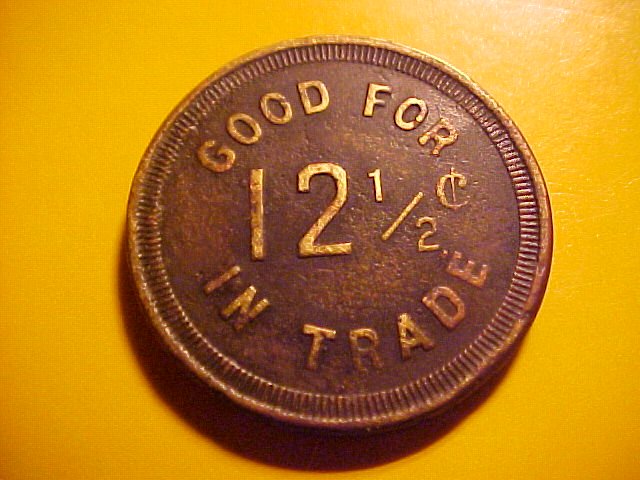 GOOD FOR
12 1/2 ¢
IN TRADE